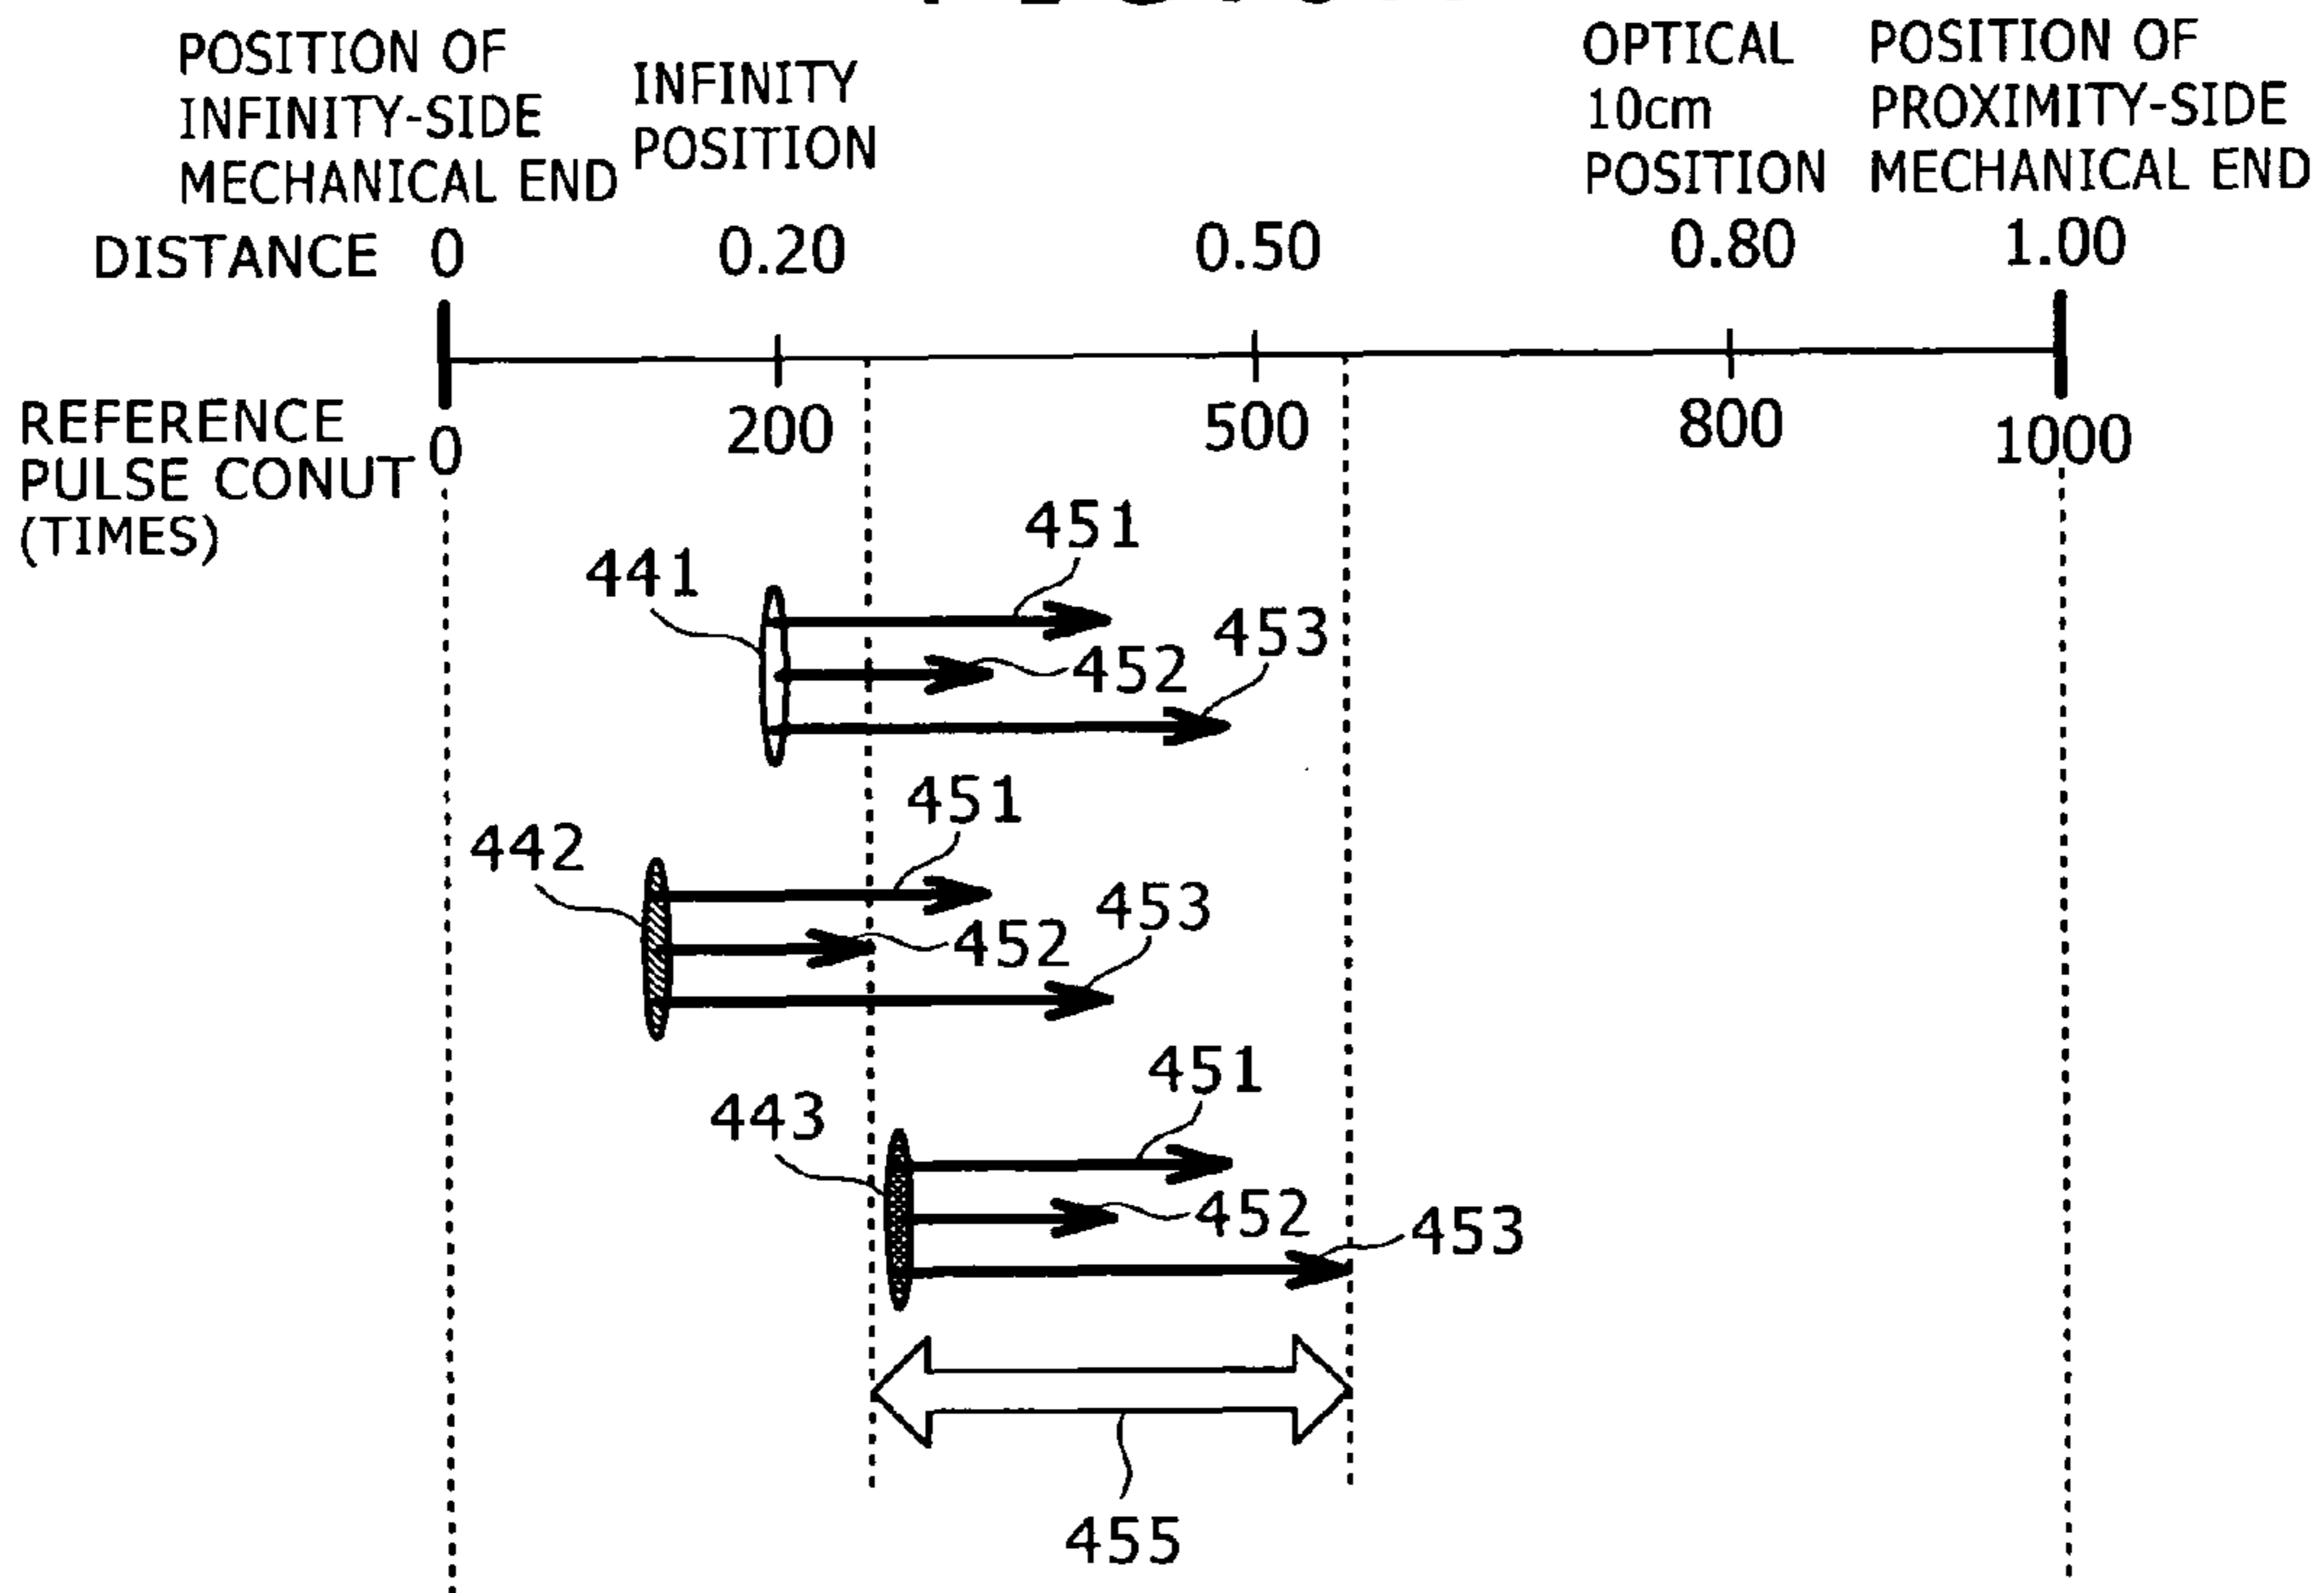 POSITION OF
INFINITY-SIDE
MECHANICAL END
INFINITY
POSITION
OPTICAL
10cm
POSITION
POSITION OF
PROXIMITY-SIDE
MECHANICAL END
DISTANCE 0 0.20 0.50 0.80 1.00
REFERENCE
PULSE CONUT
(TIMES)
0 200 500 800 1000
451
441
453
452
451
442
453
452
451
443
452
453
455